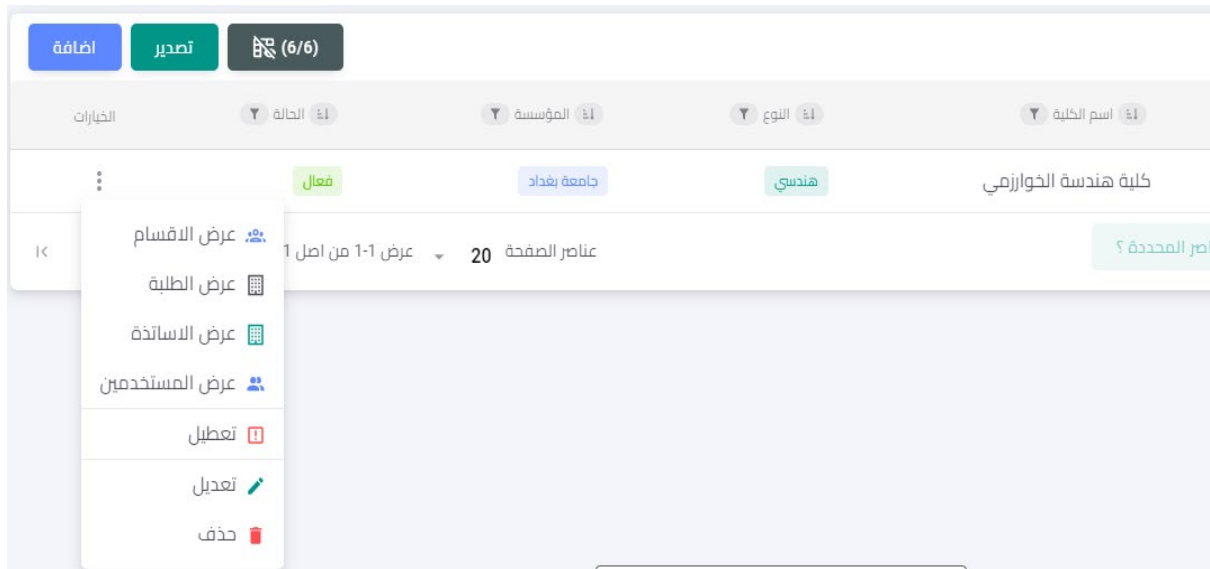 (6/6) تصدير اضافة
اسم الكلية النوع المؤسسة الحالة الخيارات
كلية هندسة الخوارزمي هندسي جامعة بغداد فعال
المحددة ؟ عناصر الصفحة 20 عرض 1-1 من اصل 1
عرض الاقسام
عرض الطلبة
عرض الاساتذة
عرض المستخدمين
تعطيل
تعديل
حذف